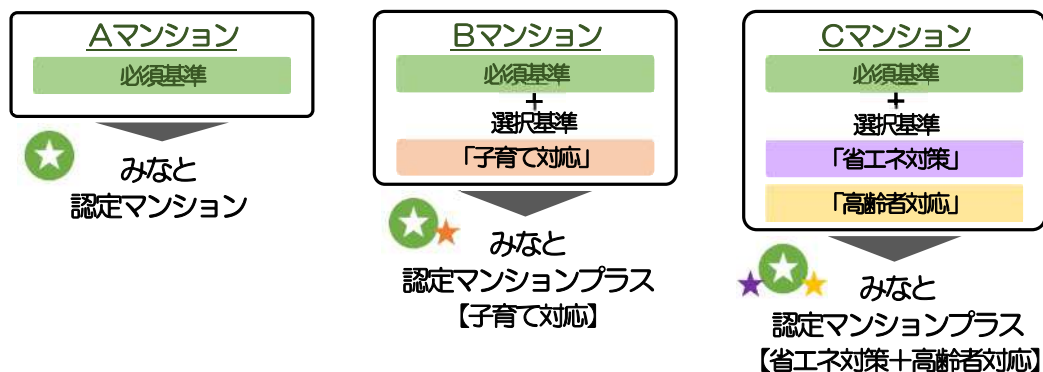 Aマンション
必須基準
みなと
認定マンション
Bマンション
必須基準
+
選択基準
「子育て対応」
みなと
認定マンションプラス
【子育て対応】
Cマンション
必須基準
+
選択基準
「省エネ対策」
「高齢者対応」
みなと
認定マンションプラス
【省エネ対策+高齢者対応】